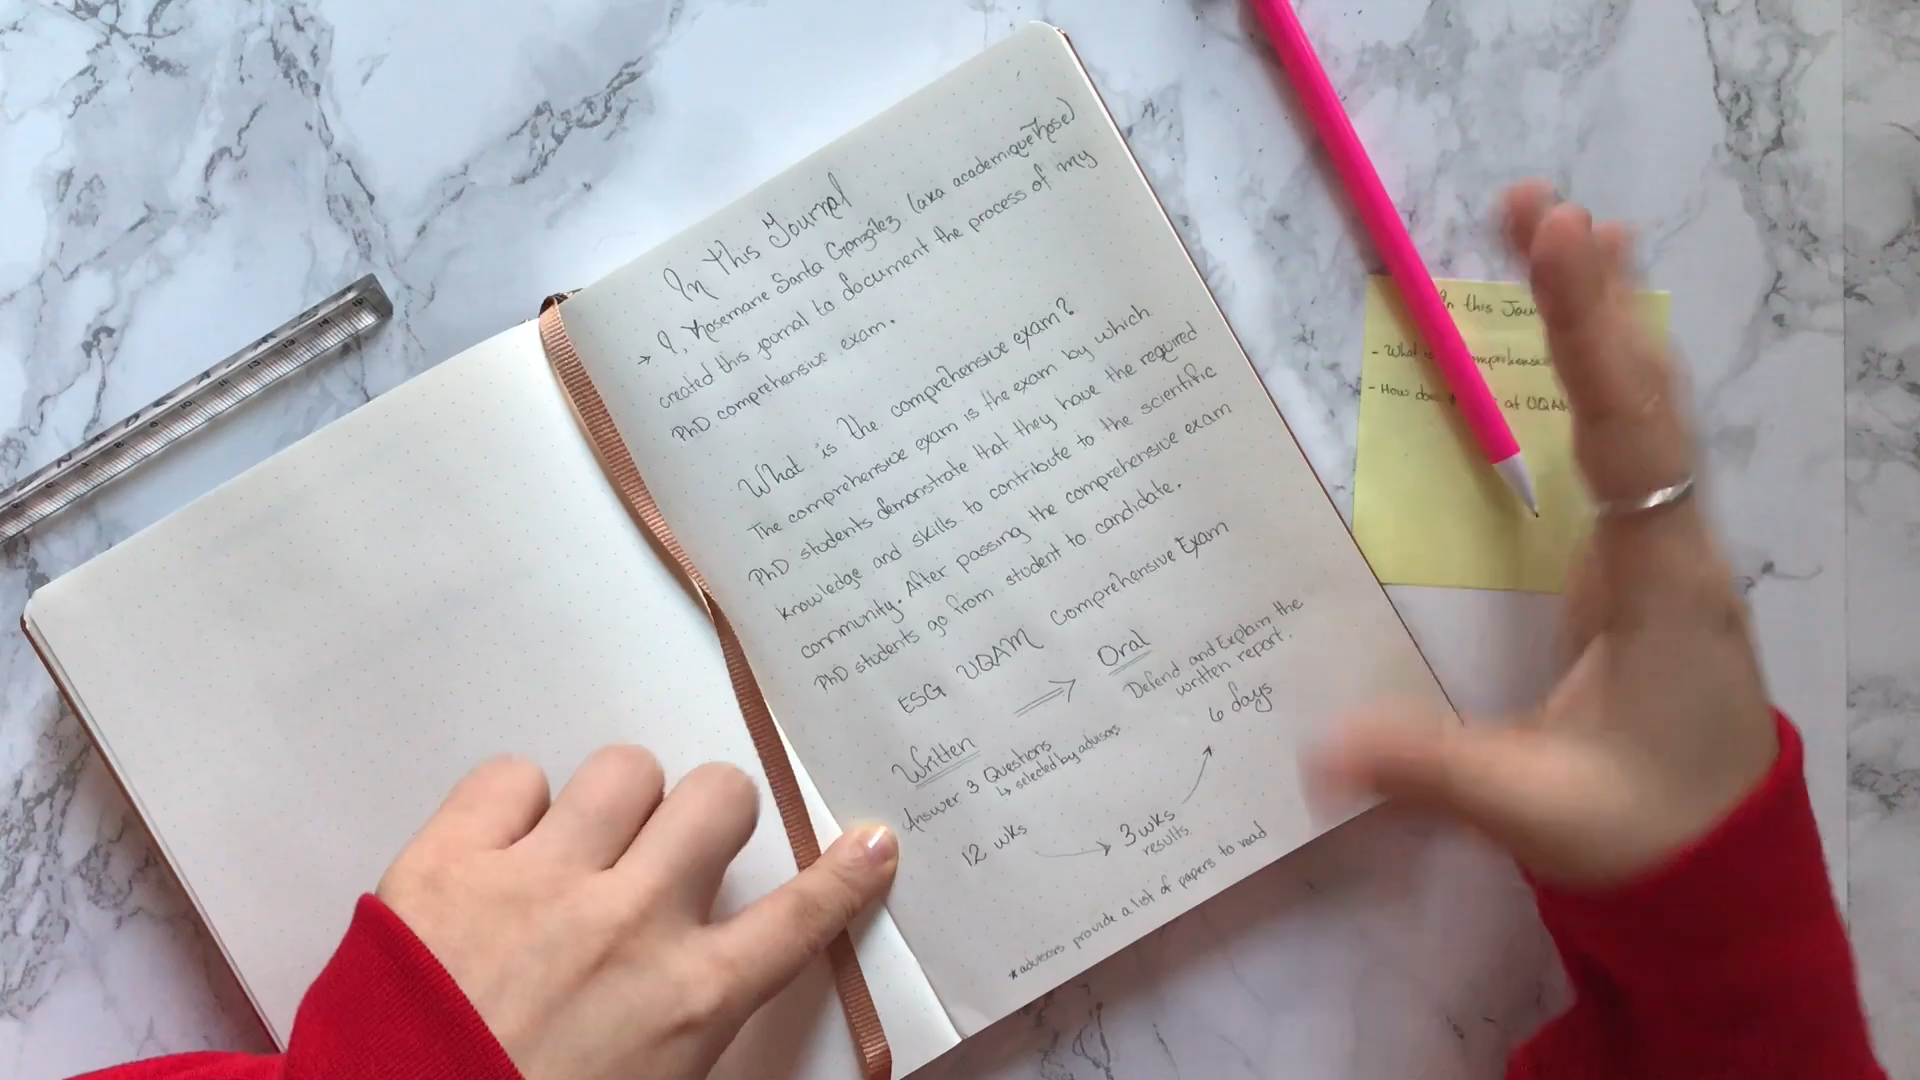 In this Journal
→ I, Rosemarie Santa González (aka academiqueRose)
created this journal to document the process of my
PhD comprehensive exam.
What is the comprehensive exam?
The comprehensive exam is the exam by which
PhD students demonstrate that they have the required
knowledge and skills to contribute to the scientific
community. After passing the comprehensive exam
PhD students go from student to candidate.
ESG UQAM Comprehensive Exam
Written ⇒ Oral
Answer 3 Questions
↳ selected by advisors
Defend and Explain the
written report.
12 wks → 3 wks
results
6 days
*advisors provide a list of papers to read
In this
- What
- How at